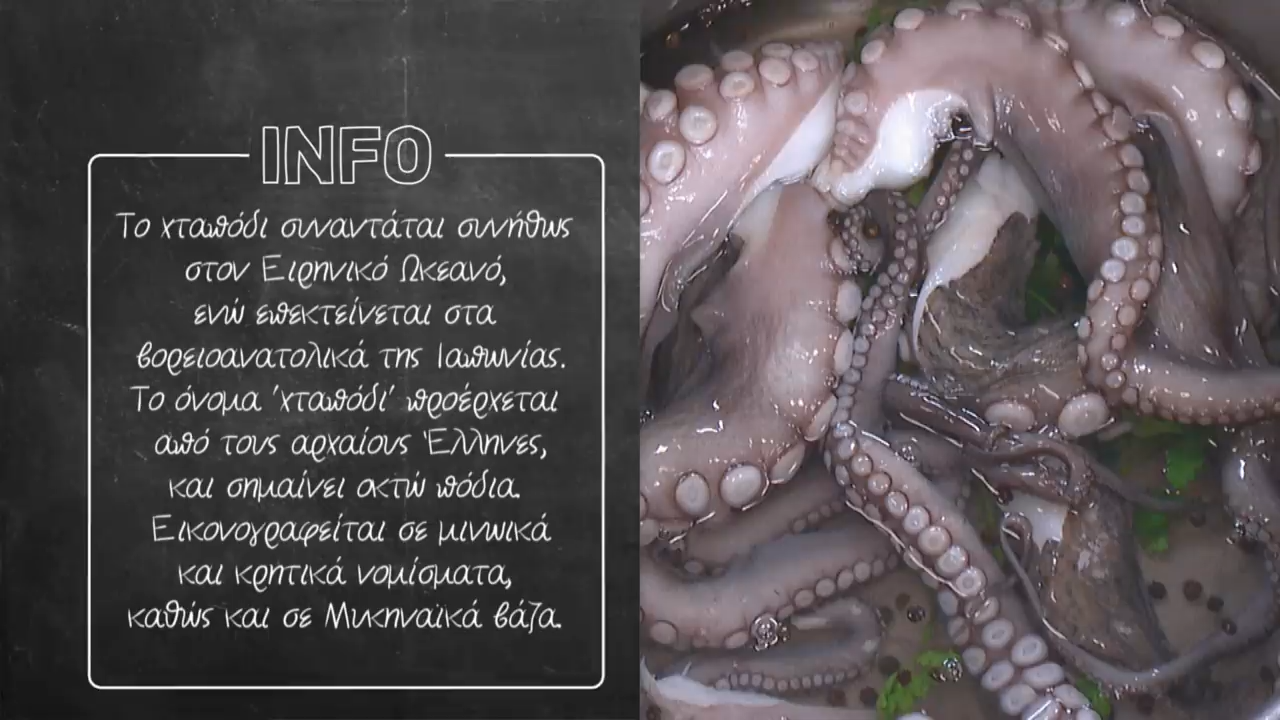 INFO
Το χταπόδι συναντάται συνήθως
στον Ειρηνικό Ωκεανό,
ενώ επεκτείνεται στα
βορειοανατολικά της Ιαπωνίας.
Το όνομα 'χταπόδι' προέρχεται
από τους αρχαίους Έλληνες,
και σημαίνει οκτώ πόδια.
Εικονογραφείται σε μινωικά
και κρητικά νομίσματα,
καθώς και σε Μυκηναϊκά βάζα.